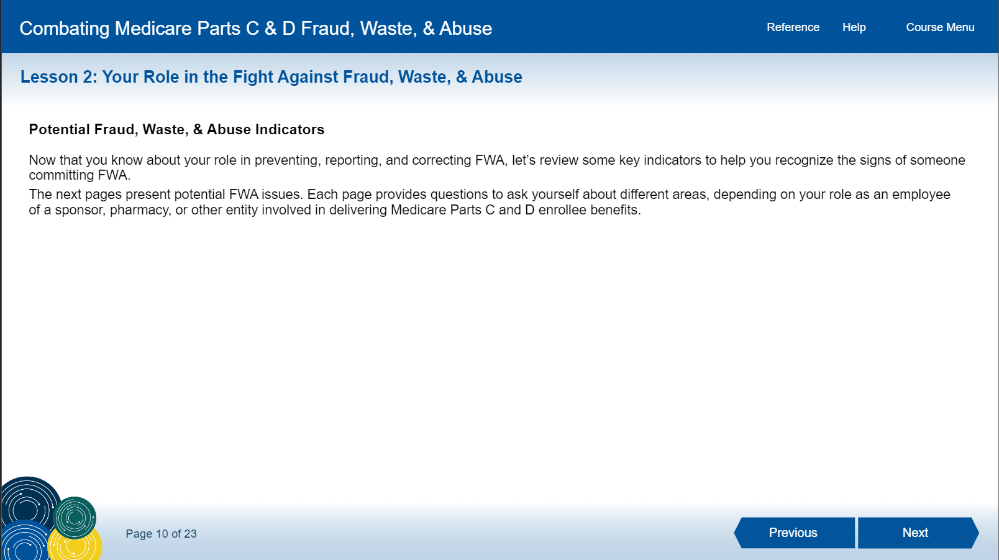 Combating Medicare Parts C & D Fraud, Waste, & Abuse
Reference Help Course Menu
Lesson 2: Your Role in the Fight Against Fraud, Waste, & Abuse
Potential Fraud, Waste, & Abuse Indicators
Now that you know about your role in preventing, reporting, and correcting FWA, let’s review some key indicators to help you recognize the signs of someone
committing FWA.
The next pages present potential FWA issues. Each page provides questions to ask yourself about different areas, depending on your role as an employee
of a sponsor, pharmacy, or other entity involved in delivering Medicare Parts C and D enrollee benefits.
Page 10 of 23
Previous Next